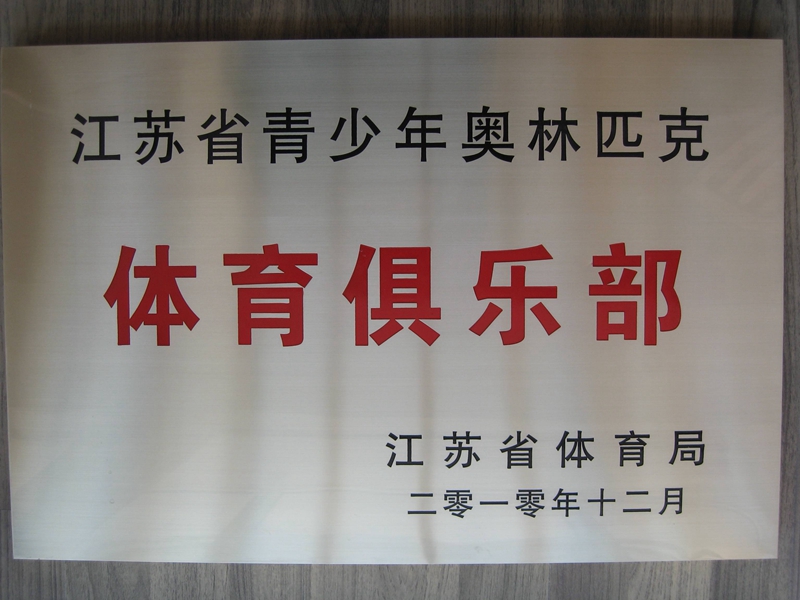 江苏省青少年奥林匹克
体育俱乐部
江苏省体育局
二零一零年十二月